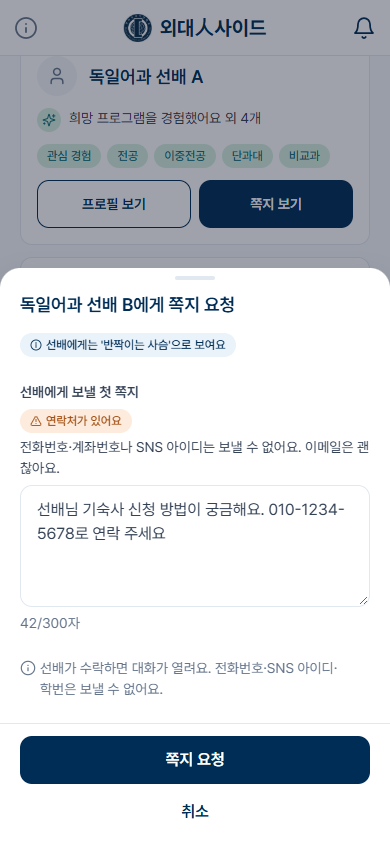 외대人사이드
독일어과 선배 A
희망 프로그램을 경험했어요 외 4개
관심 경험
전공
이중전공
단과대
비교과
프로필 보기
쪽지 보기
독일어과 선배 B에게 쪽지 요청
선배에게는 '반짝이는 사슴'으로 보여요
선배에게 보낼 첫 쪽지
연락처가 있어요
전화번호·계좌번호나 SNS 아이디는 보낼 수 없어요. 이메일은 괜
찮아요.
선배님 기숙사 신청 방법이 궁금해요. 010-1234-
5678로 연락 주세요
42/300자
선배가 수락하면 대화가 열려요. 전화번호·SNS 아이디·
학번은 보낼 수 없어요.
쪽지 요청
취소